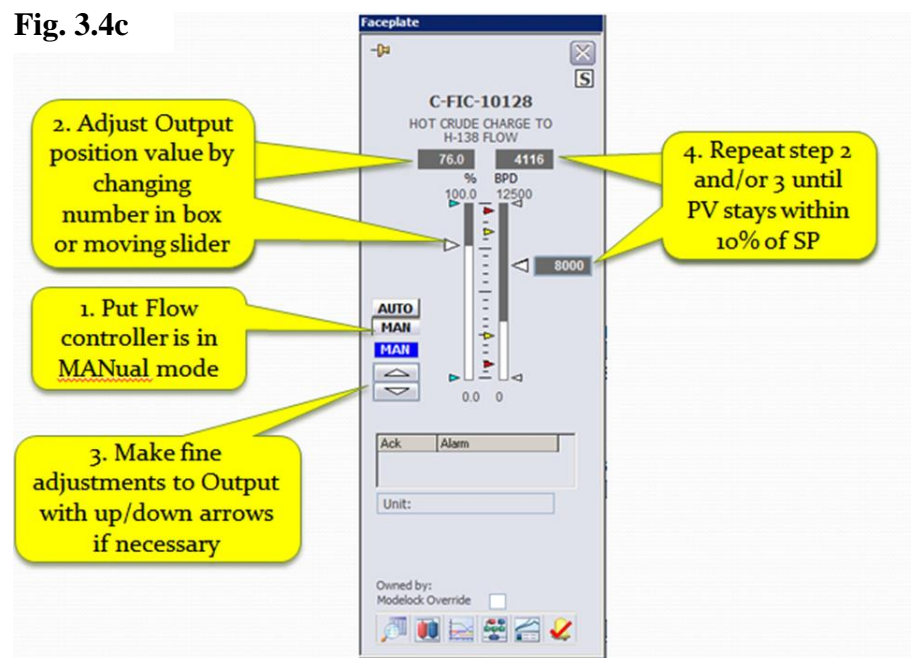 Fig. 3.4c
Faceplate
S
C-FIC-10128
HOT CRUDE CHARGE TO
H-138 FLOW
76.0 4116
% BPD
100.0 12500
8000
AUTO
MAN
MAN
0.0 0
Ack Alarm
Unit:
Owned by:
Modelock Override
2. Adjust Output
position value by
changing
number in box
or moving slider
1. Put Flow
controller is in
MANual mode
3. Make fine
adjustments to Output
with up/down arrows
if necessary
4. Repeat step 2
and/or 3 until
PV stays within
10% of SP